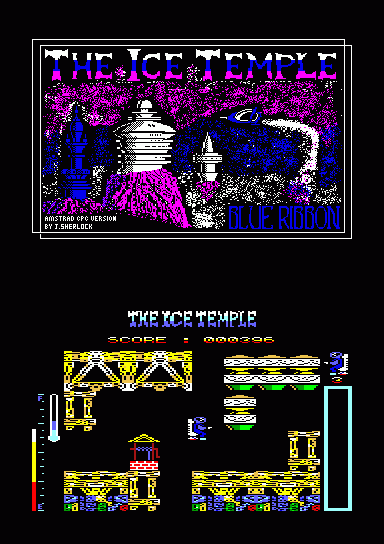 THE ICE TEMPLE
AMSTRAD CPC VERSION
BY J.SHERLOCK
BLUE RIBBON
THE ICE TEMPLE
SCORE : 000396
F
E